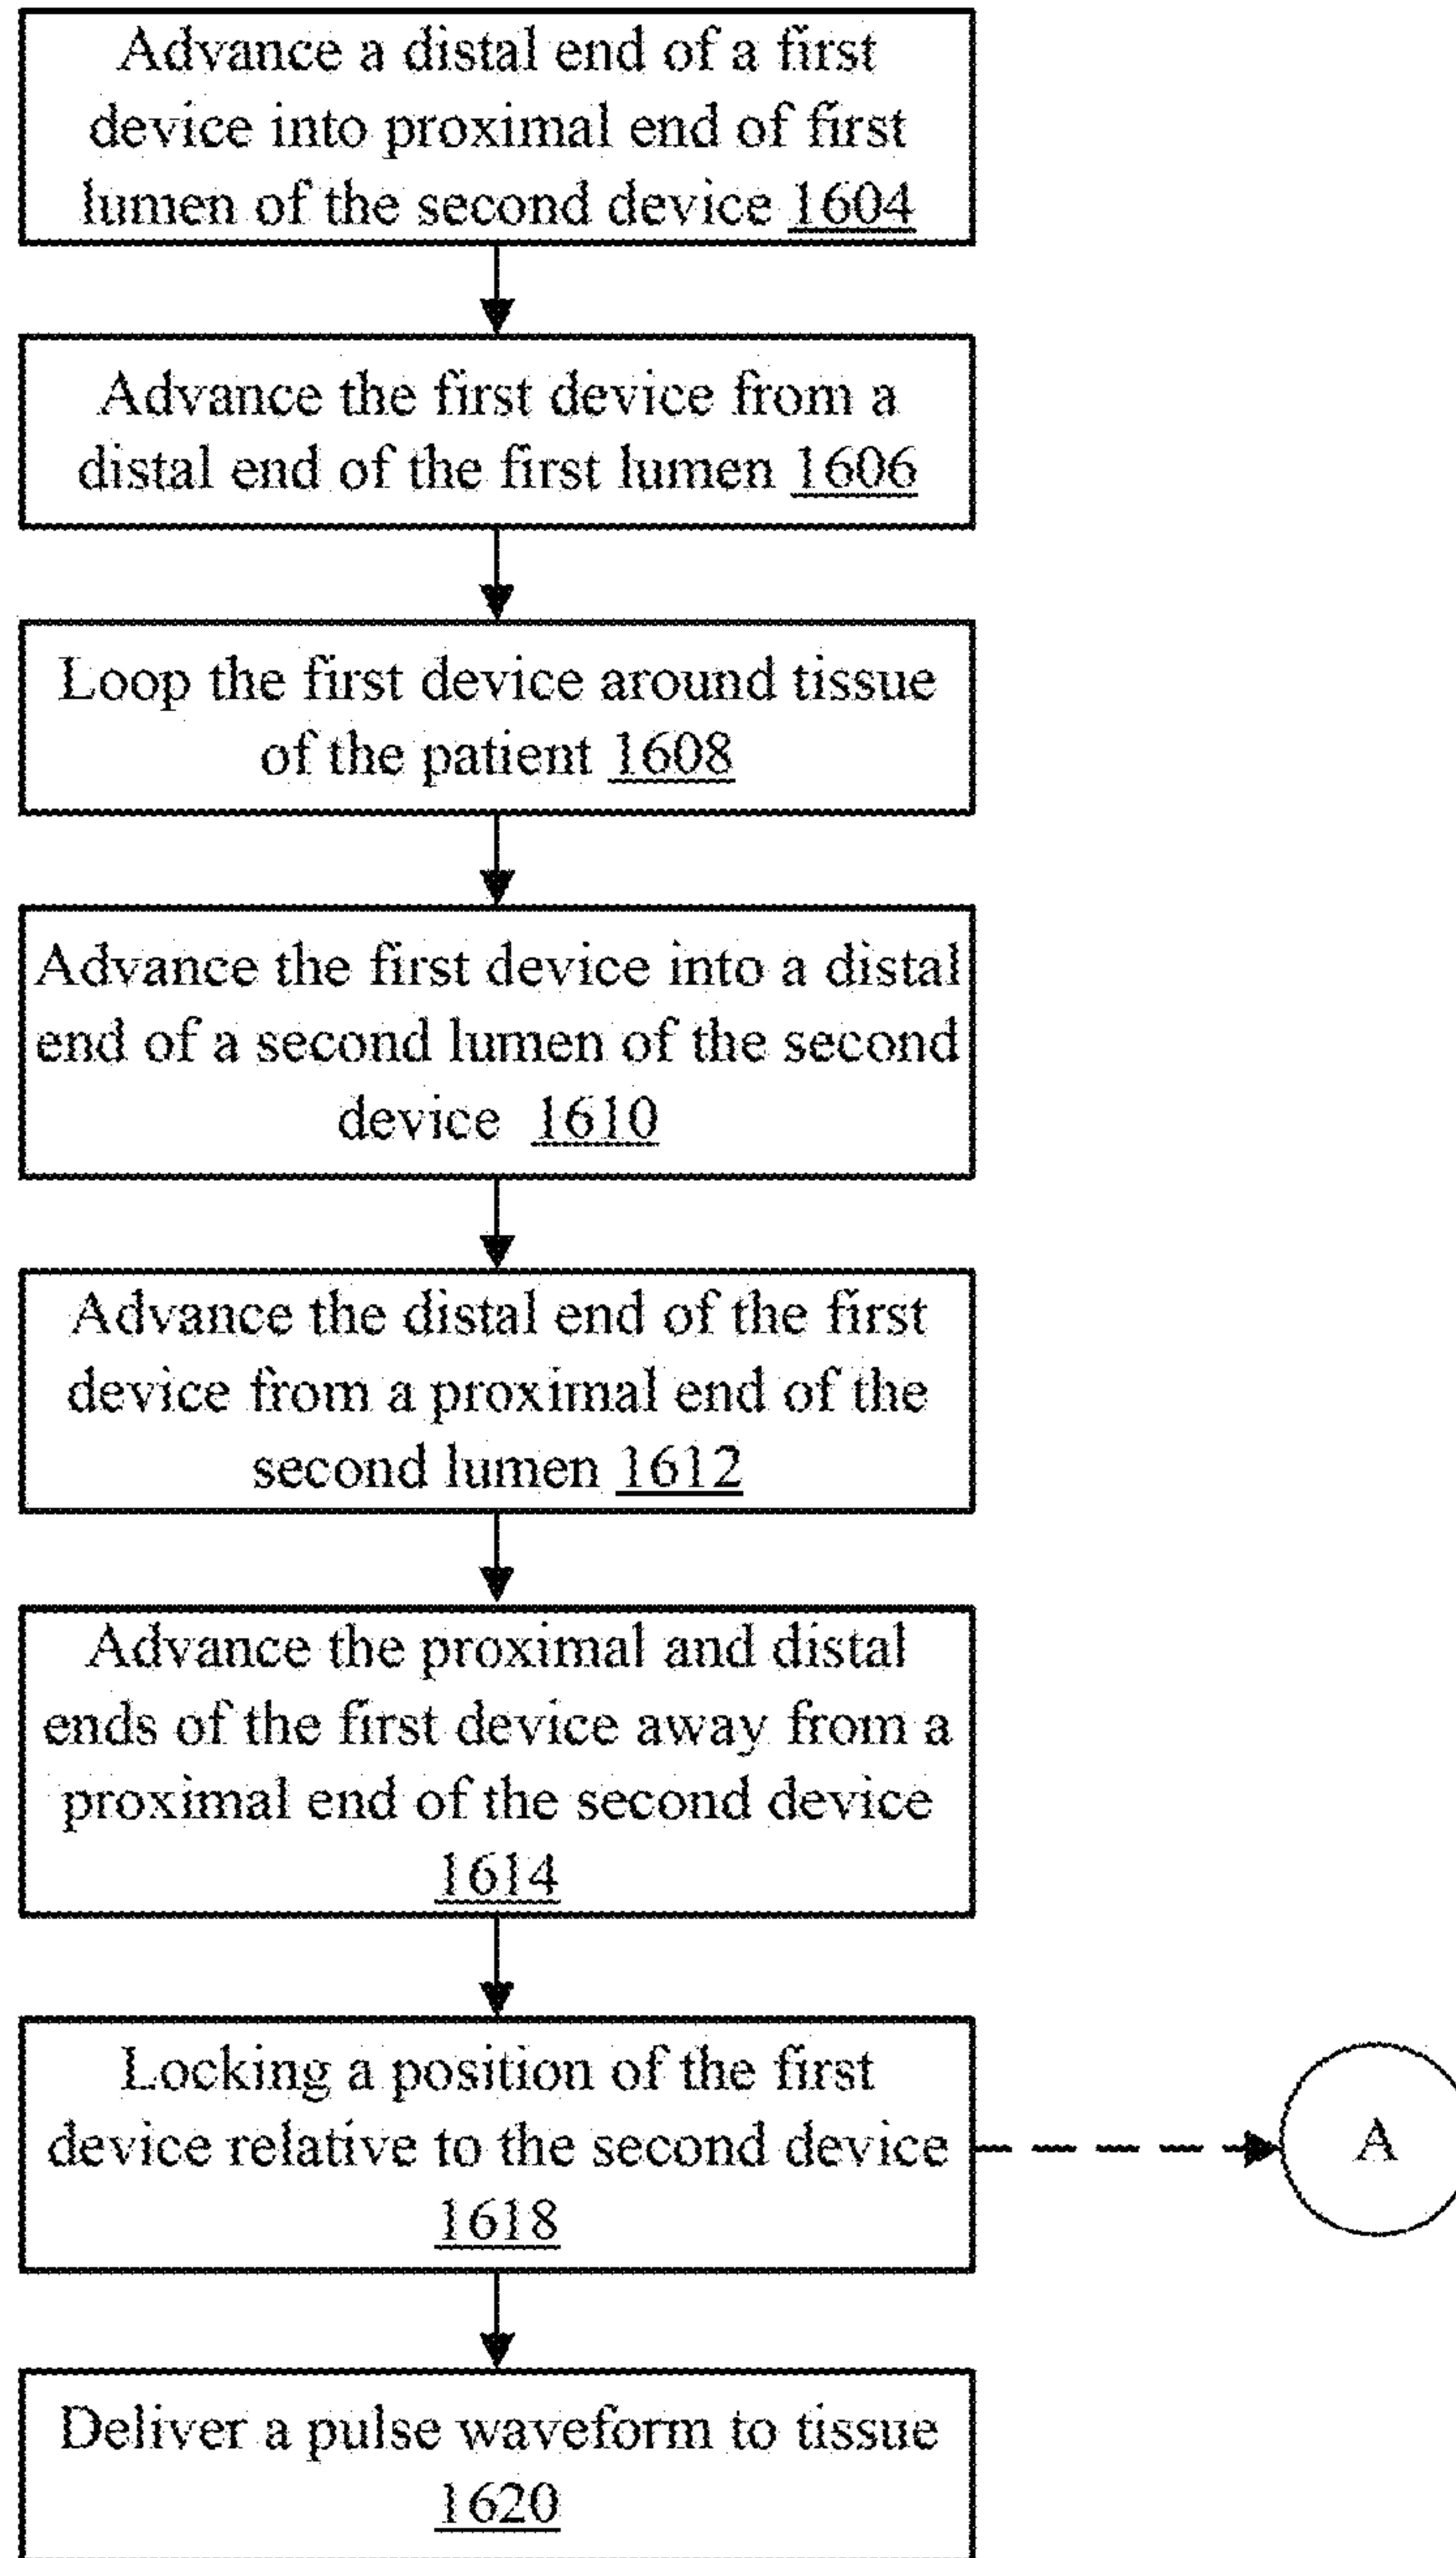 Advance a distal end of a first
device into proximal end of first
lumen of the second device 1604
Advance the first device from a
distal end of the first lumen 1606
Loop the first device around tissue
of the patient 1608
Advance the first device into a distal
end of a second lumen of the second
device 1610
Advance the distal end of the first
device from a proximal end of the
second lumen 1612
Advance the proximal and distal
ends of the first device away from a
proximal end of the second device
1614
Locking a position of the first
device relative to the second device
1618
A
Deliver a pulse waveform to tissue
1620